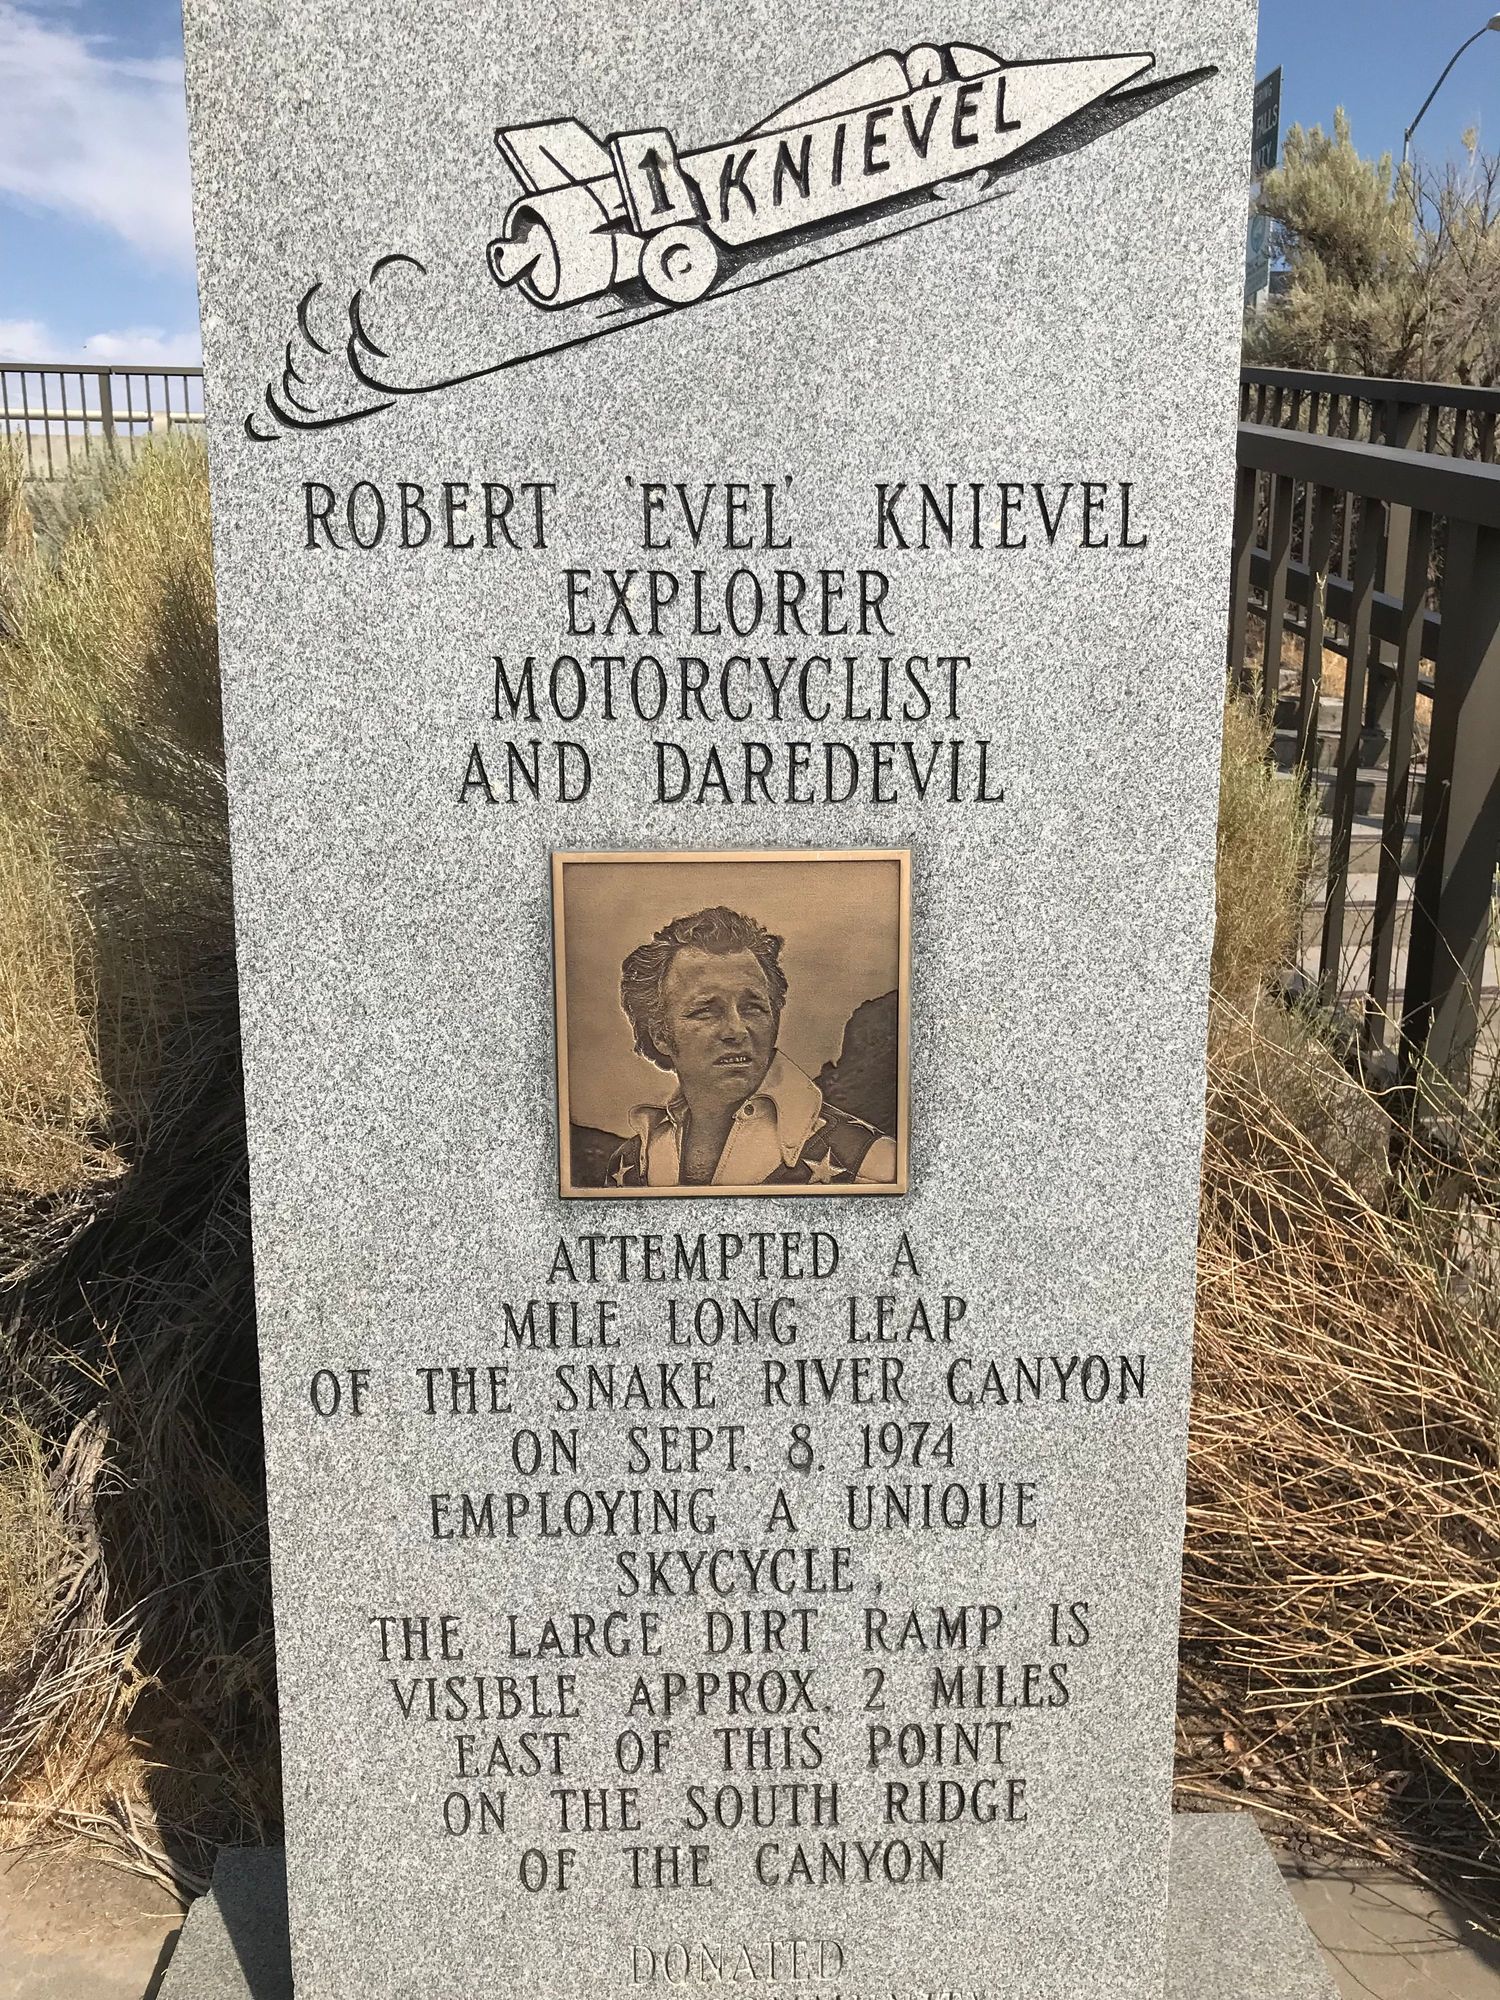 1 KNIEVEL
ROBERT 'EVEL' KNIEVEL
EXPLORER
MOTORCYCLIST
AND DAREDEVIL
ATTEMPTED A
MILE LONG LEAP
OF THE SNAKE RIVER CANYON
ON SEPT. 8. 1974
EMPLOYING A UNIQUE
SKYCYCLE,
THE LARGE DIRT RAMP IS
VISIBLE APPROX. 2 MILES
EAST OF THIS POINT
ON THE SOUTH RIDGE
OF THE CANYON
DONATED
FALLS